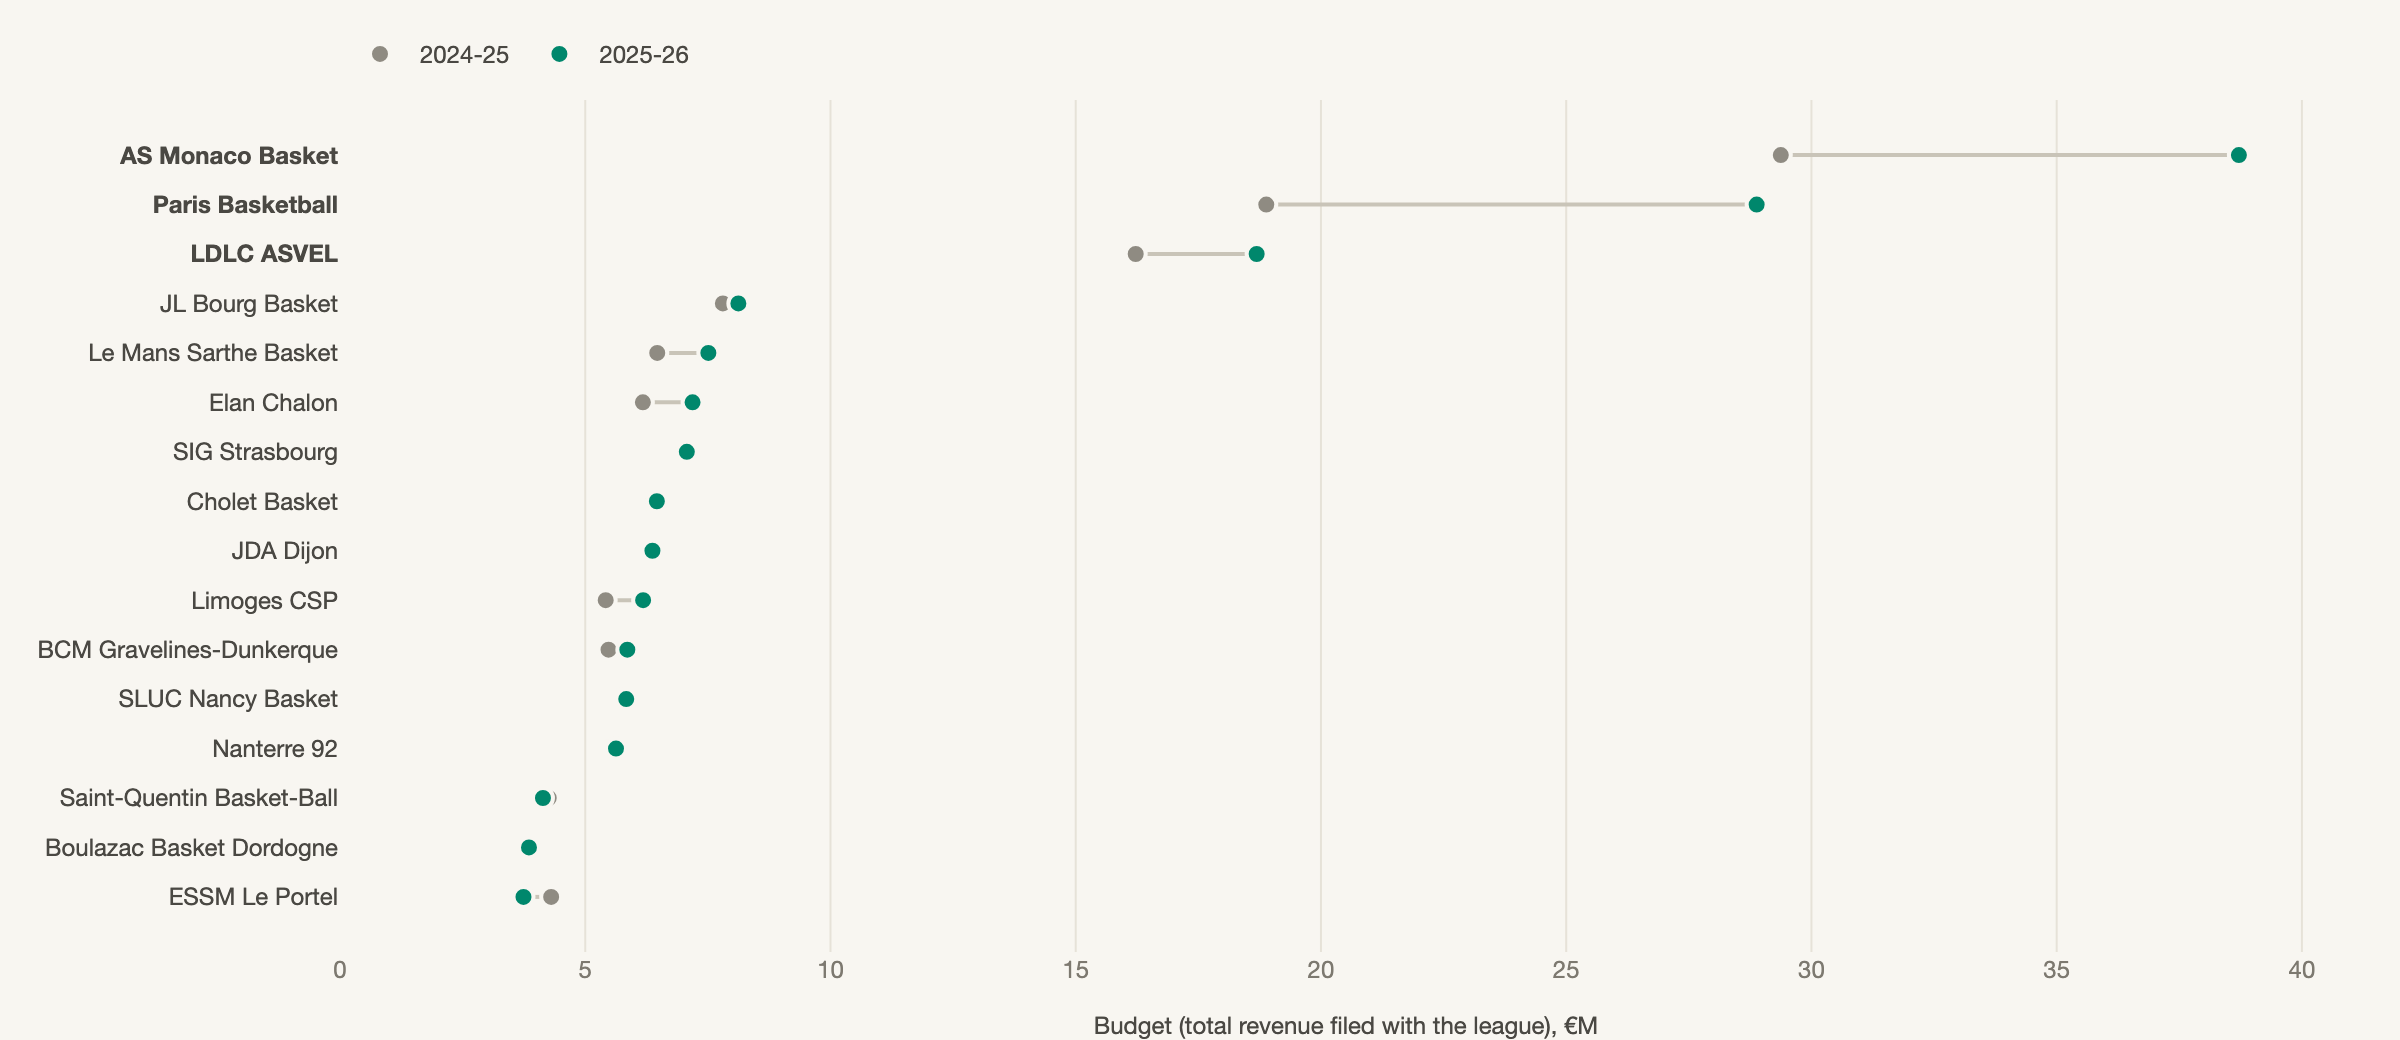 2024-25 2025-26
AS Monaco Basket
Paris Basketball
LDLC ASVEL
JL Bourg Basket
Le Mans Sarthe Basket
Elan Chalon
SIG Strasbourg
Cholet Basket
JDA Dijon
Limoges CSP
BCM Gravelines-Dunkerque
SLUC Nancy Basket
Nanterre 92
Saint-Quentin Basket-Ball
Boulazac Basket Dordogne
ESSM Le Portel
0 5 10 15 20 25 30 35 40
Budget (total revenue filed with the league), €M